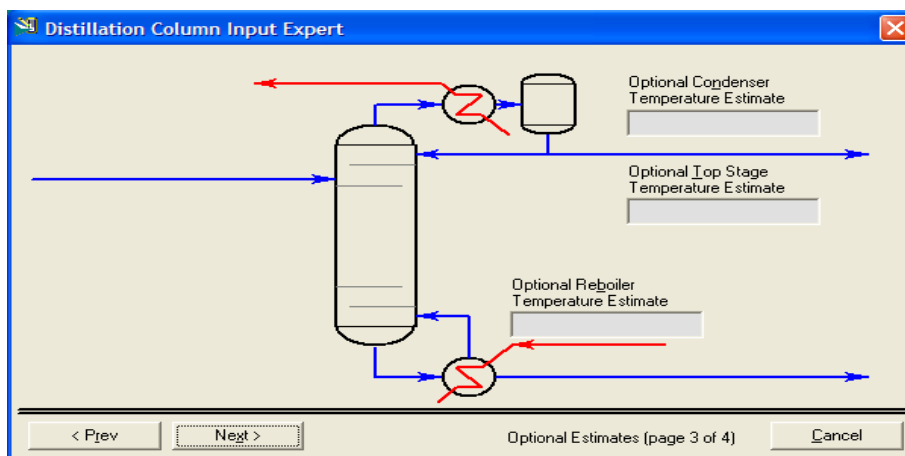 Distillation Column Input Expert
Optional Condenser
Temperature Estimate
Optional Top Stage
Temperature Estimate
Optional Reboiler
Temperature Estimate
< Prev
Next >
Optional Estimates (page 3 of 4)
Cancel